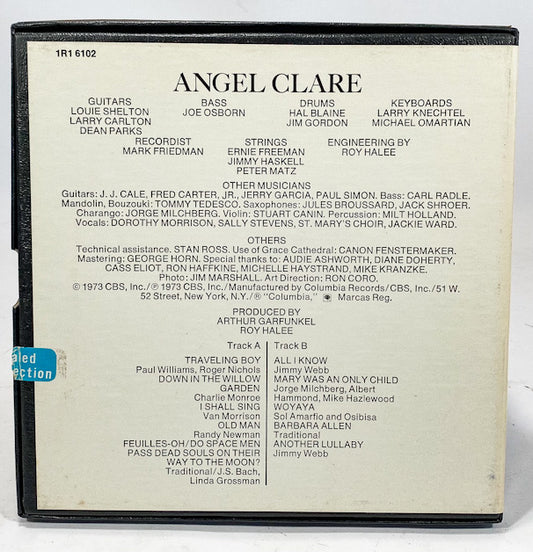 1R1 6102
ANGEL CLARE
GUITARS
LOUIE SHELTON
LARRY CARLTON
DEAN PARKS
BASS
JOE OSBORN
DRUMS
HAL BLAINE
JIM GORDON
KEYBOARDS
LARRY KNECHTEL
MICHAEL OMARTIAN
RECORDIST
MARK FRIEDMAN
STRINGS
ERNIE FREEMAN
JIMMY HASKELL
PETER MATZ
ENGINEERING BY
ROY HALEE
OTHER MUSICIANS
Guitars: J. J. CALE, FRED CARTER, JR., JERRY GARCIA, PAUL SIMON. Bass: CARL RADLE.
Mandolin, Bouzouki: TOMMY TEDESCO. Saxophones: JULES BROUSSARD, JACK SHROER.
Charango: JORGE MILCHBERG. Violin: STUART CANIN. Percussion: MILT HOLLAND.
Vocals: DOROTHY MORRISON, SALLY STEVENS, ST. MARY'S CHOIR, JACKIE WARD.
OTHERS
Technical assistance. STAN ROSS. Use of Grace Cathedral: CANON FENSTERMAKER.
Mastering: GEORGE HORN. Special thanks to: AUDIE ASHWORTH, DIANE DOHERTY,
CASS ELIOT, RON HAFFKINE, MICHELLE HAYSTRAND, MIKE KRANZKE.
Photo: JIM MARSHALL. Art Direction: RON CORO.
© 1973 CBS, Inc./℗ 1973 CBS, Inc./Manufactured by Columbia Records/CBS, Inc./51 W.
52 Street, New York, N.Y./® "Columbia," Marcas Reg.
PRODUCED BY
ARTHUR GARFUNKEL
ROY HALEE
Track A
TRAVELING BOY
Paul Williams, Roger Nichols
DOWN IN THE WILLOW
GARDEN
Charlie Monroe
I SHALL SING
Van Morrison
OLD MAN
Randy Newman
FEUILLES-OH/DO SPACE MEN
PASS DEAD SOULS ON THEIR
WAY TO THE MOON?
Traditional/J.S. Bach,
Linda Grossman
Track B
ALL I KNOW
Jimmy Webb
MARY WAS AN ONLY CHILD
Jorge Milchberg, Albert
Hammond, Mike Hazlewood
WOYAYA
Sol Amarfio and Osibisa
BARBARA ALLEN
Traditional
ANOTHER LULLABY
Jimmy Webb
aled
ection